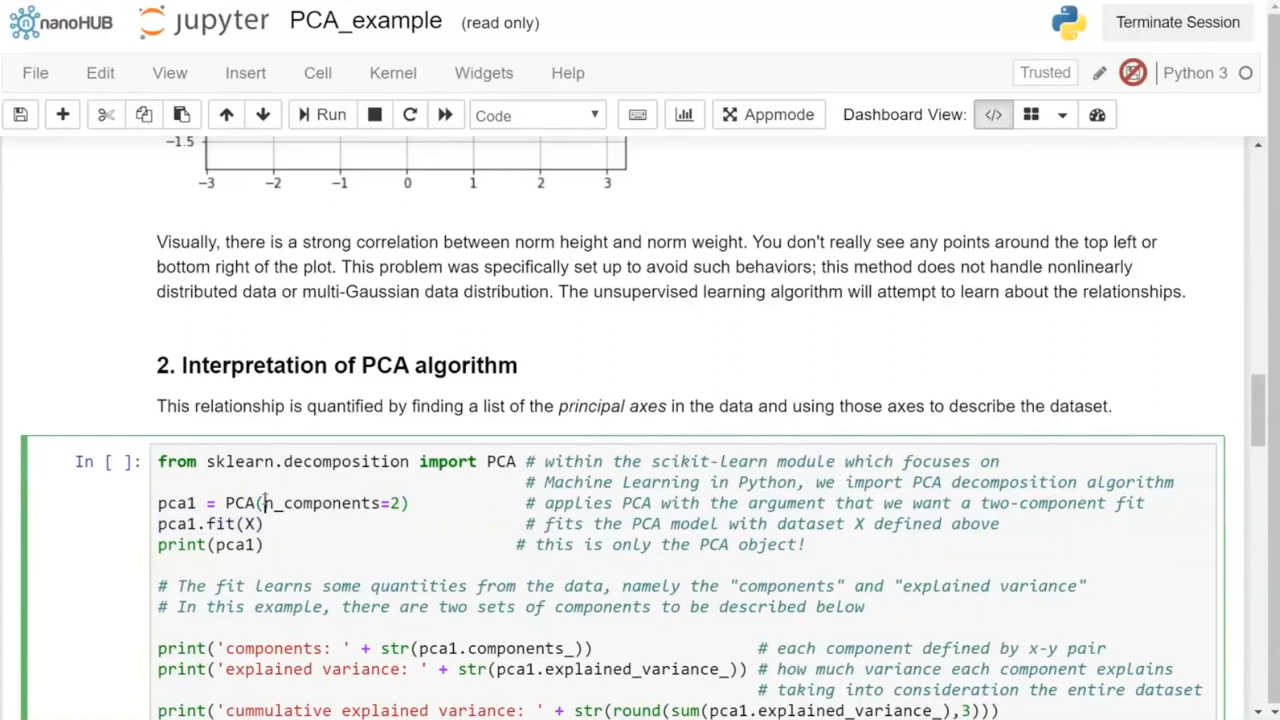 nanoHUB jupyter PCA_example (read only) Terminate Session
File Edit View Insert Cell Kernel Widgets Help Trusted Python 3
Run Code Appmode Dashboard View:
−1.5
−3 −2 −1 0 1 2 3
Visually, there is a strong correlation between norm height and norm weight. You don't really see any points around the top left or
bottom right of the plot. This problem was specifically set up to avoid such behaviors; this method does not handle nonlinearly
distributed data or multi-Gaussian data distribution. The unsupervised learning algorithm will attempt to learn about the relationships.
2. Interpretation of PCA algorithm
This relationship is quantified by finding a list of the principal axes in the data and using those axes to describe the dataset.
In [ ]: from sklearn.decomposition import PCA # within the scikit-learn module which focuses on
# Machine Learning in Python, we import PCA decomposition algorithm
pca1 = PCA(n_components=2) # applies PCA with the argument that we want a two-component fit
pca1.fit(X) # fits the PCA model with dataset X defined above
print(pca1) # this is only the PCA object!
# The fit learns some quantities from the data, namely the "components" and "explained variance"
# In this example, there are two sets of components to be described below
print('components: ' + str(pca1.components_)) # each component defined by x-y pair
print('explained variance: ' + str(pca1.explained_variance_)) # how much variance each component explains
# taking into consideration the entire dataset
print('cummulative explained variance: ' + str(round(sum(pca1.explained_variance_),3)))